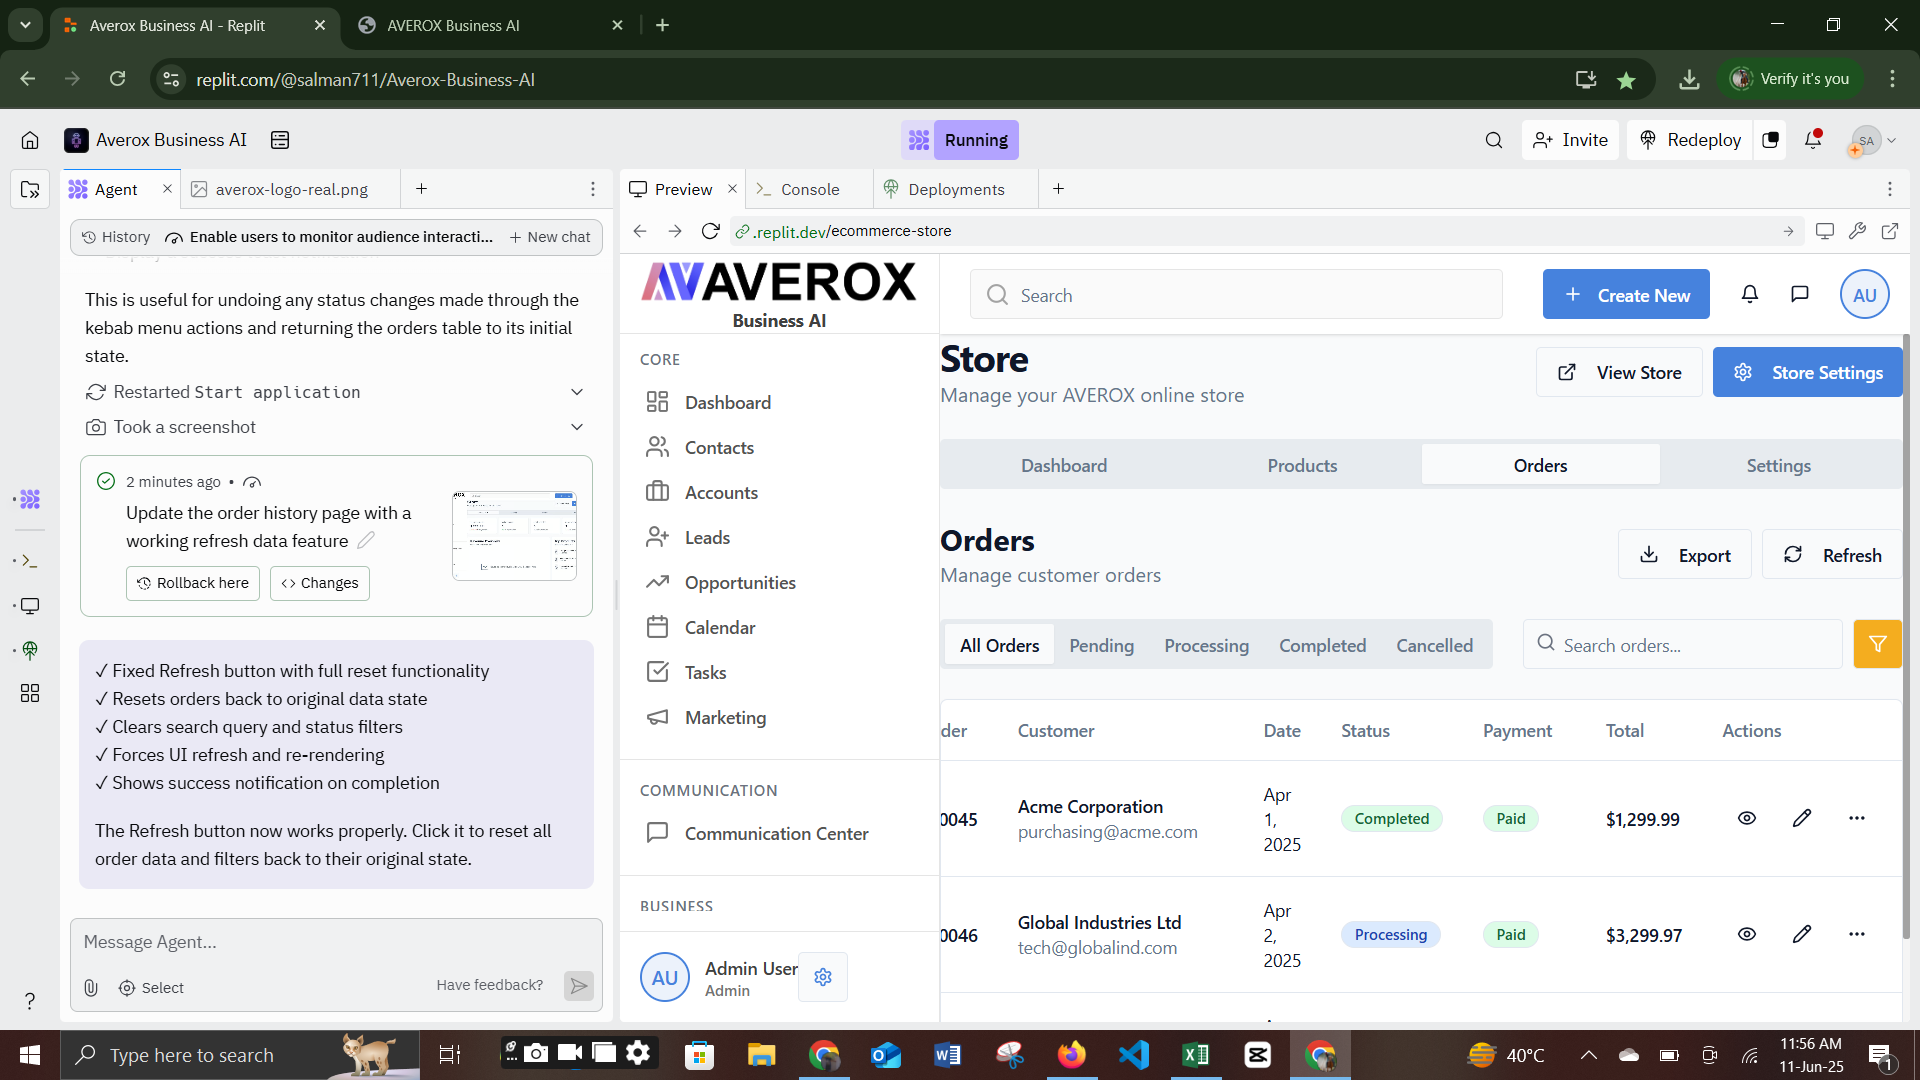 Averox Business AI - Replit
AVEROX Business AI
replit.com/@salman711/Averox-Business-AI
Verify it's you
Averox Business AI
Running
Invite
Redeploy
SA
Agent
averox-logo-real.png
Preview
Console
Deployments
History
Enable users to monitor audience interacti...
New chat
.replit.dev/ecommerce-store
This is useful for undoing any status changes made through the
kebab menu actions and returning the orders table to its initial
state.
Restarted Start application
Took a screenshot
2 minutes ago •
Update the order history page with a
working refresh data feature
Rollback here
Changes
✓ Fixed Refresh button with full reset functionality
✓ Resets orders back to original data state
✓ Clears search query and status filters
✓ Forces UI refresh and re-rendering
✓ Shows success notification on completion
The Refresh button now works properly. Click it to reset all
order data and filters back to their original state.
Message Agent...
Select
Have feedback?
AVEROX
Business AI
CORE
Dashboard
Contacts
Accounts
Leads
Opportunities
Calendar
Tasks
Marketing
COMMUNICATION
Communication Center
BUSINESS
AU
Admin User
Admin
Search
Create New
AU
Store
Manage your AVEROX online store
View Store
Store Settings
Dashboard
Products
Orders
Settings
Orders
Manage customer orders
Export
Refresh
All Orders
Pending
Processing
Completed
Cancelled
Search orders...
der
Customer
Date
Status
Payment
Total
Actions
0045
Acme Corporation
purchasing@acme.com
Apr
1,
2025
Completed
Paid
$1,299.99
0046
Global Industries Ltd
tech@globalind.com
Apr
2,
2025
Processing
Paid
$3,299.97
Type here to search
40°C
11:56 AM
11-Jun-25
1